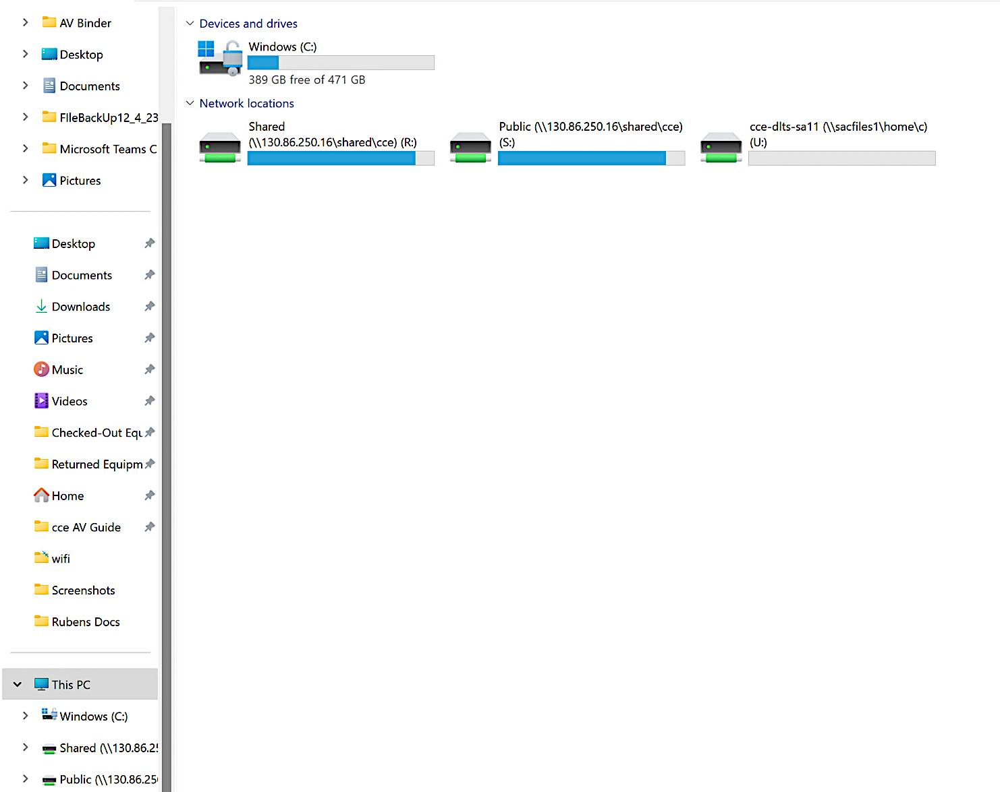 AV Binder
Desktop
Documents
FIleBackUp12_4_23
Microsoft Teams C
Pictures
Desktop
Documents
Downloads
Pictures
Music
Videos
Checked-Out Equ
Returned Equipm
Home
cce AV Guide
wifi
Screenshots
Rubens Docs
This PC
Windows (C:)
Shared (\\130.86.25
Public (\\130.86.250
Devices and drives
Windows (C:)
389 GB free of 471 GB
Network locations
Shared
(\\130.86.250.16\shared\cce) (R:)
Public (\\130.86.250.16\shared\cce)
(S:)
cce-dlts-sa11 (\\sacfiles1\home\c)
(U:)